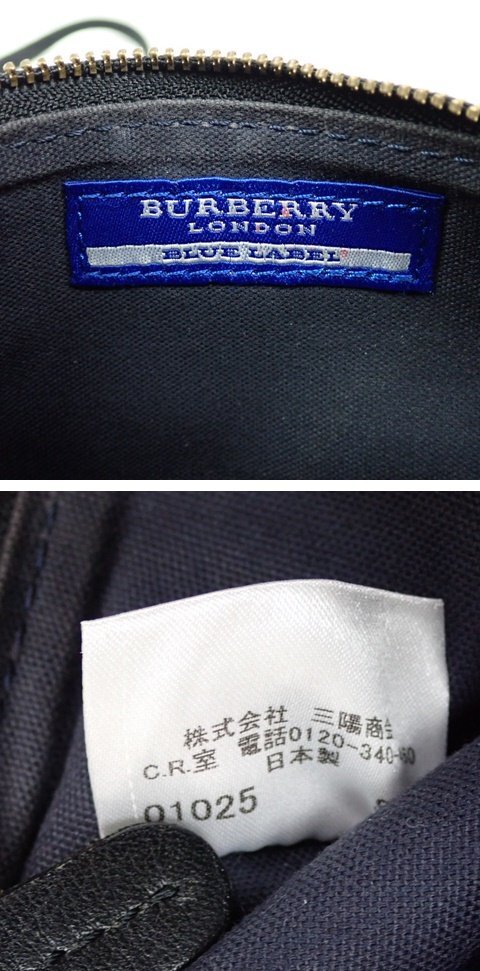 BURBERRY
LONDON
BLUE LABEL
株式会社 三陽商会
C.R.室 電話0120-340-460
日本製
01025